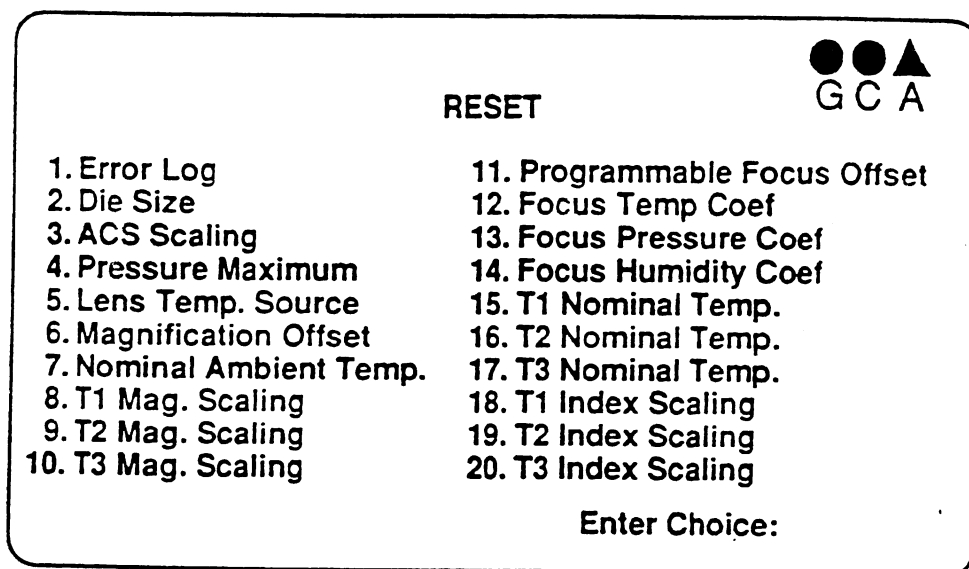 GCA
RESET
1. Error Log
2. Die Size
3. ACS Scaling
4. Pressure Maximum
5. Lens Temp. Source
6. Magnification Offset
7. Nominal Ambient Temp.
8. T1 Mag. Scaling
9. T2 Mag. Scaling
10. T3 Mag. Scaling
11. Programmable Focus Offset
12. Focus Temp Coef
13. Focus Pressure Coef
14. Focus Humidity Coef
15. T1 Nominal Temp.
16. T2 Nominal Temp.
17. T3 Nominal Temp.
18. T1 Index Scaling
19. T2 Index Scaling
20. T3 Index Scaling
Enter Choice: